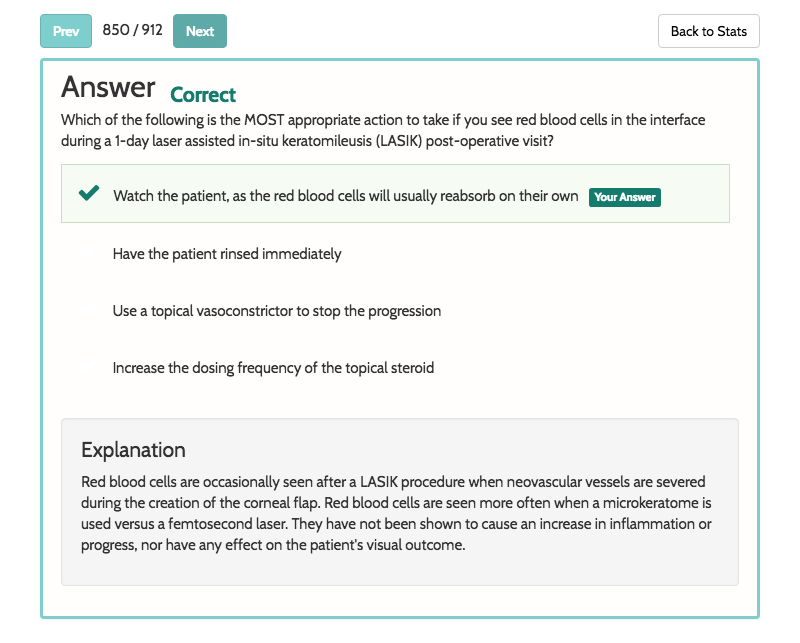 Prev 850 / 912 Next Back to Stats
Answer Correct
Which of the following is the MOST appropriate action to take if you see red blood cells in the interface
during a 1-day laser assisted in-situ keratomileusis (LASIK) post-operative visit?
Watch the patient, as the red blood cells will usually reabsorb on their own Your Answer
Have the patient rinsed immediately
Use a topical vasoconstrictor to stop the progression
Increase the dosing frequency of the topical steroid
Explanation
Red blood cells are occasionally seen after a LASIK procedure when neovascular vessels are severed
during the creation of the corneal flap. Red blood cells are seen more often when a microkeratome is
used versus a femtosecond laser. They have not been shown to cause an increase in inflammation or
progress, nor have any effect on the patient's visual outcome.